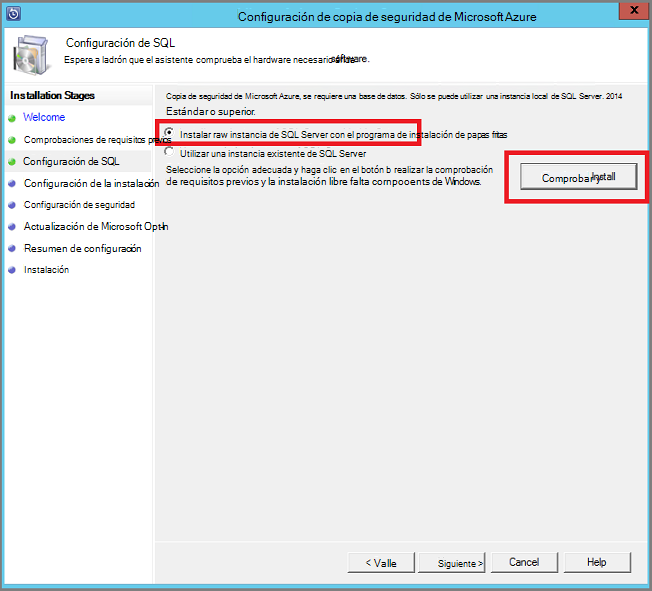 Configuración de copia de seguridad de Microsoft Azure
X
Configuración de SQL
Espere a ladrón que el asistente comprueba el hardware necesario software.
Installation Stages
Welcome
Comprobaciones de requisitos previos
Configuración de SQL
Configuración de la instalación
Configuración de seguridad
Actualización de Microsoft Opt-In
Resumen de configuración
Instalación
Copia de seguridad de Microsoft Azure, se requiere una base de datos. Sólo se puede utilizar una instancia local de SQL Server. 2014
Estándar o superior.
Instalar raw instancia de SQL Server con el programa de instalación de papas fritas
Utilizar una instancia existente de SQL Server
Seleccione la opción adecuada y haga clic en el botón b realizar la comprobación
de requisitos previos y la instalación libre falta compooents de Windows.
Comprobar y Install
< Valle
Siguiente >
Cancel
Help